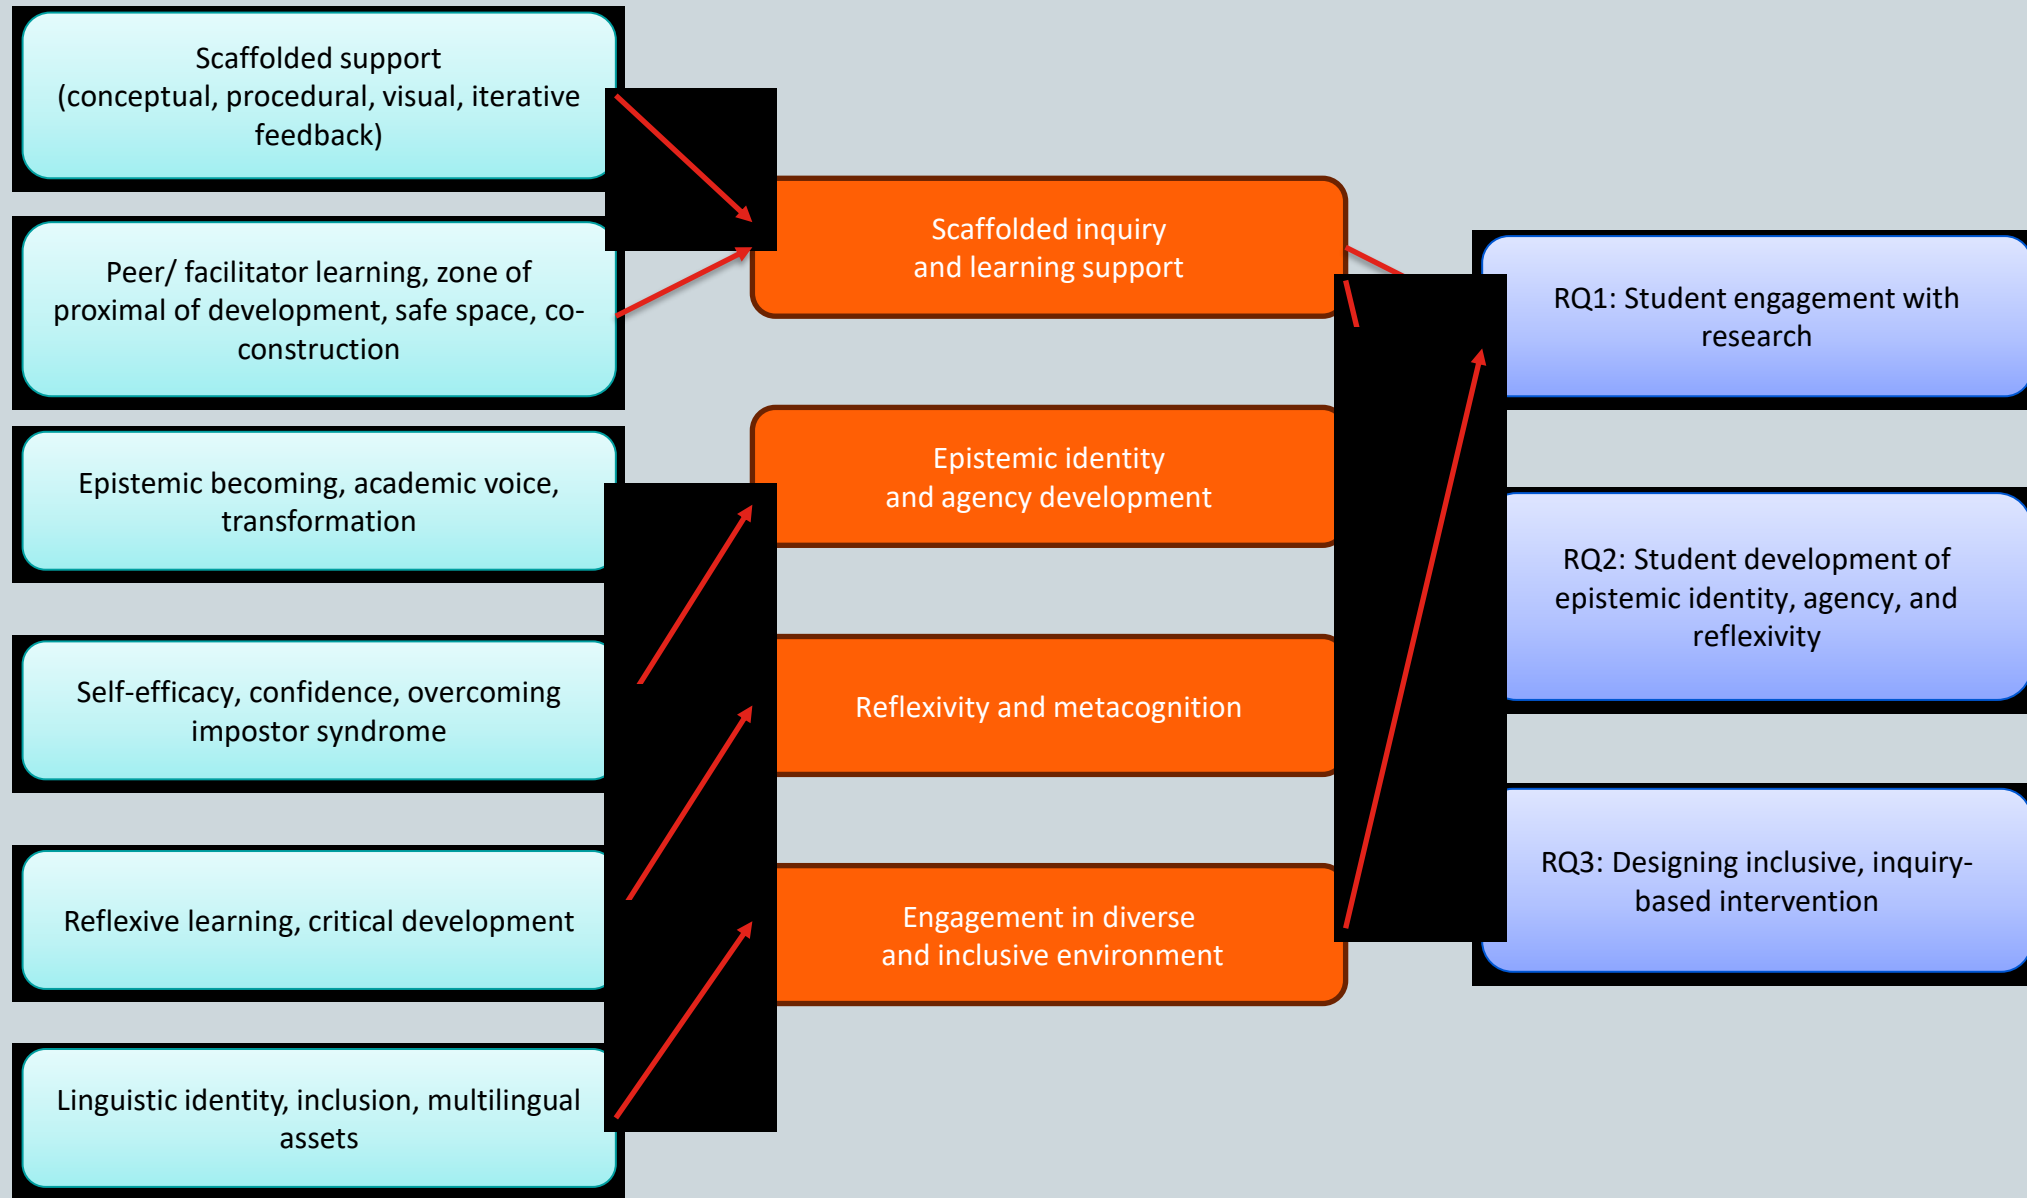 Scaffolded support
(conceptual, procedural, visual, iterative
feedback)
Peer/ facilitator learning, zone of
proximal of development, safe space, co-
construction
Epistemic becoming, academic voice,
transformation
Self-efficacy, confidence, overcoming
impostor syndrome
Reflexive learning, critical development
Linguistic identity, inclusion, multilingual
assets
Scaffolded inquiry
and learning support
Epistemic identity
and agency development
Reflexivity and metacognition
Engagement in diverse
and inclusive environment
RQ1: Student engagement with
research
RQ2: Student development of
epistemic identity, agency, and
reflexivity
RQ3: Designing inclusive, inquiry-
based intervention